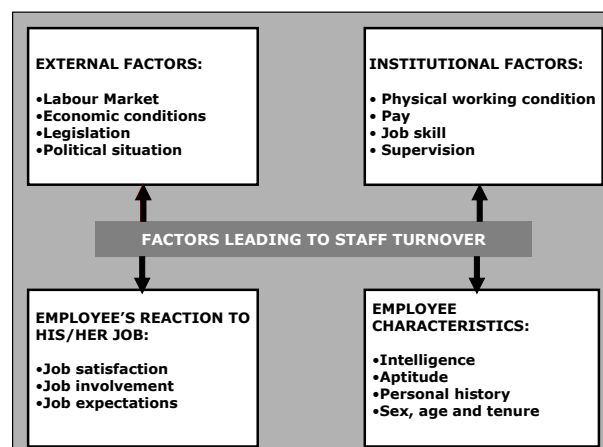 EXTERNAL FACTORS:
•Labour Market
•Economic conditions
•Legislation
•Political situation
INSTITUTIONAL FACTORS:
• Physical working condition
• Pay
• Job skill
• Supervision
FACTORS LEADING TO STAFF TURNOVER
EMPLOYEE’S REACTION TO
HIS/HER JOB:
•Job satisfaction
•Job involvement
•Job expectations
EMPLOYEE
CHARACTERISTICS:
•Intelligence
•Aptitude
•Personal history
•Sex, age and tenure